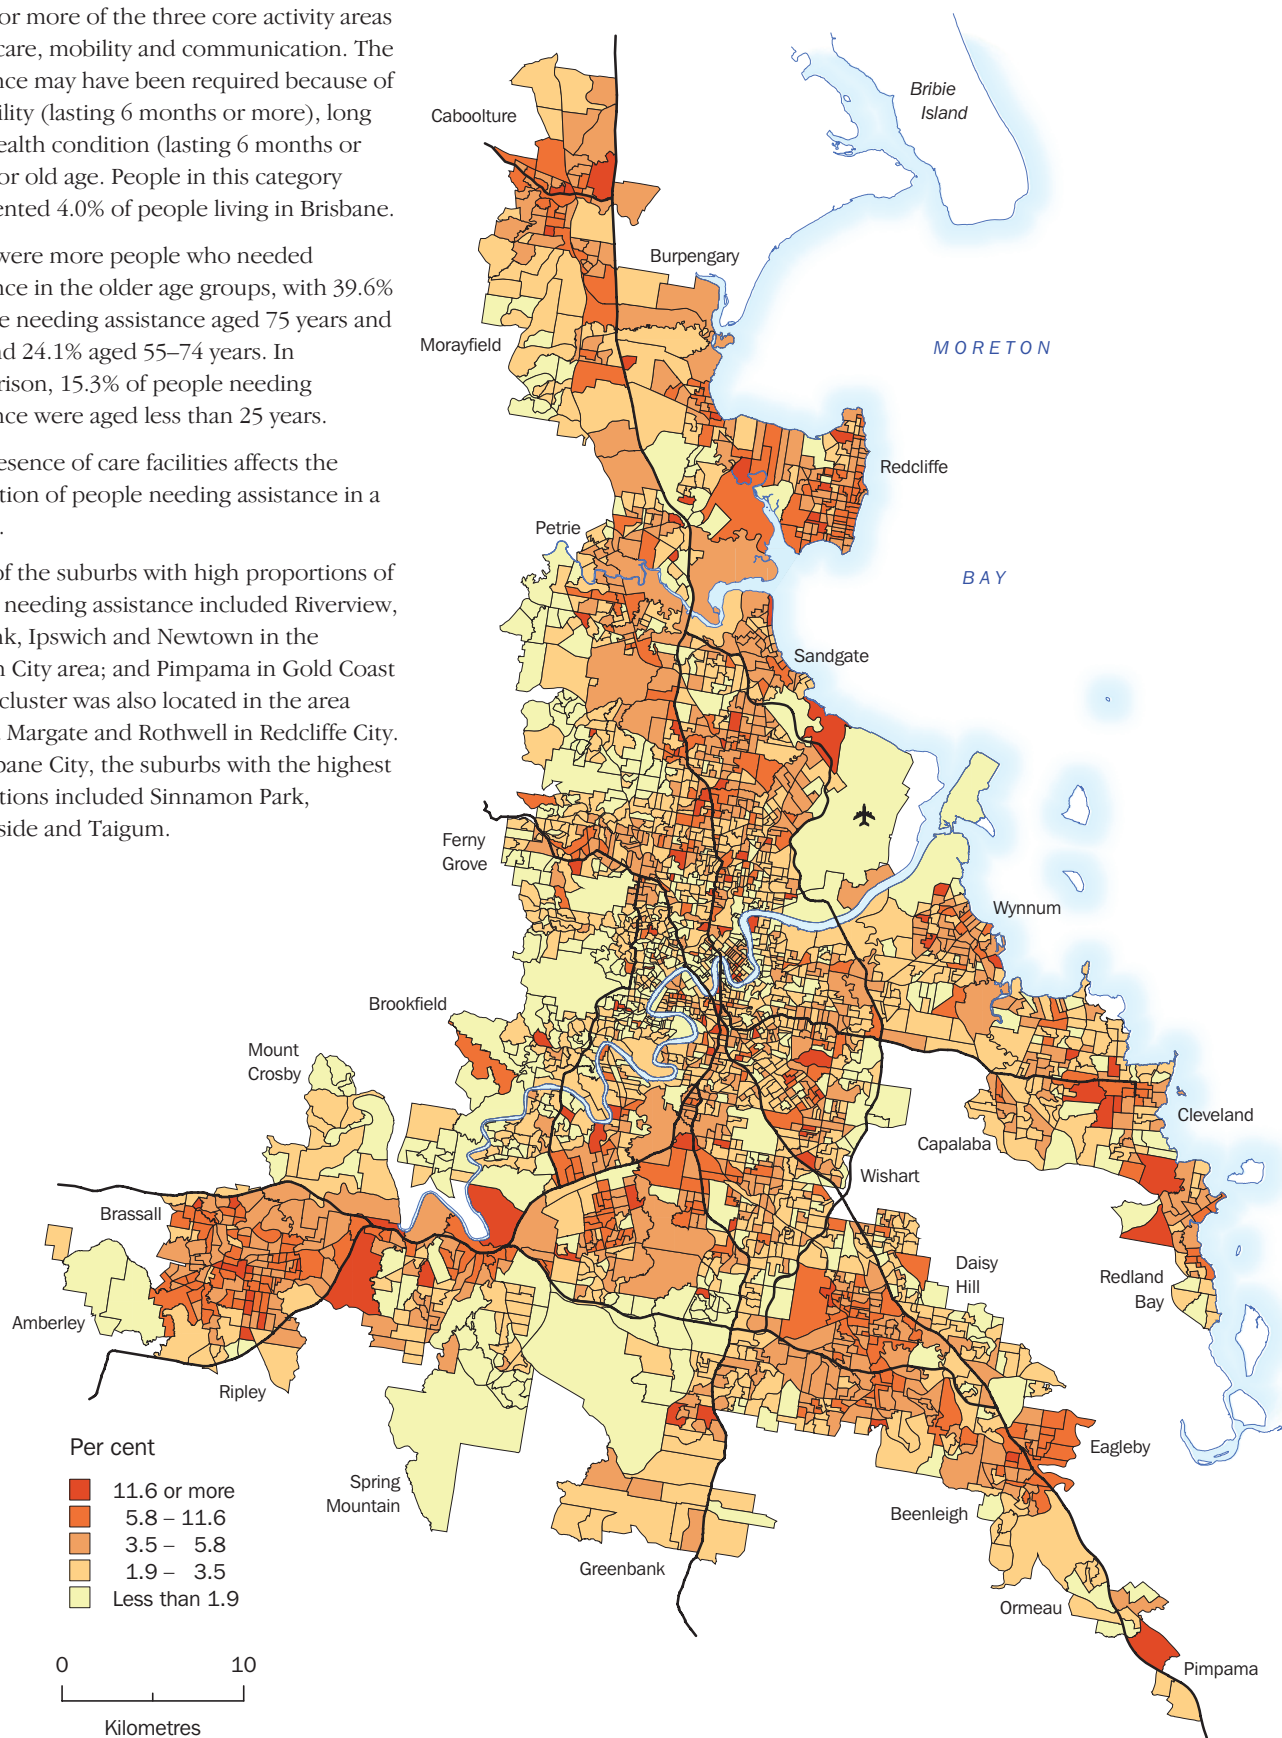 or more of the three core activity areas
care, mobility and communication. The
nce may have been required because of
ility (lasting 6 months or more), long
ealth condition (lasting 6 months or
or old age. People in this category
ented 4.0% of people living in Brisbane.
were more people who needed
nce in the older age groups, with 39.6%
e needing assistance aged 75 years and
nd 24.1% aged 55–74 years. In
rison, 15.3% of people needing
nce were aged less than 25 years.
esence of care facilities affects the
tion of people needing assistance in a
.
of the suburbs with high proportions of
needing assistance included Riverview,
nk, Ipswich and Newtown in the
n City area; and Pimpama in Gold Coast
cluster was also located in the area
Margate and Rothwell in Redcliffe City.
bane City, the suburbs with the highest
tions included Sinnamon Park,
side and Taigum.
Bribie
Island
Caboolture
Burpengary
Morayfield
MORETON
Redcliffe
Petrie
BAY
Sandgate
Ferny
Grove
Wynnum
Brookfield
Mount
Crosby
Cleveland
Capalaba
Wishart
Brassall
Daisy
Hill
Redland
Bay
Amberley
Ripley
Eagleby
Spring
Mountain
Beenleigh
Greenbank
Ormeau
Pimpama
Per cent
11.6 or more
5.8 – 11.6
3.5 – 5.8
1.9 – 3.5
Less than 1.9
0 10
Kilometres